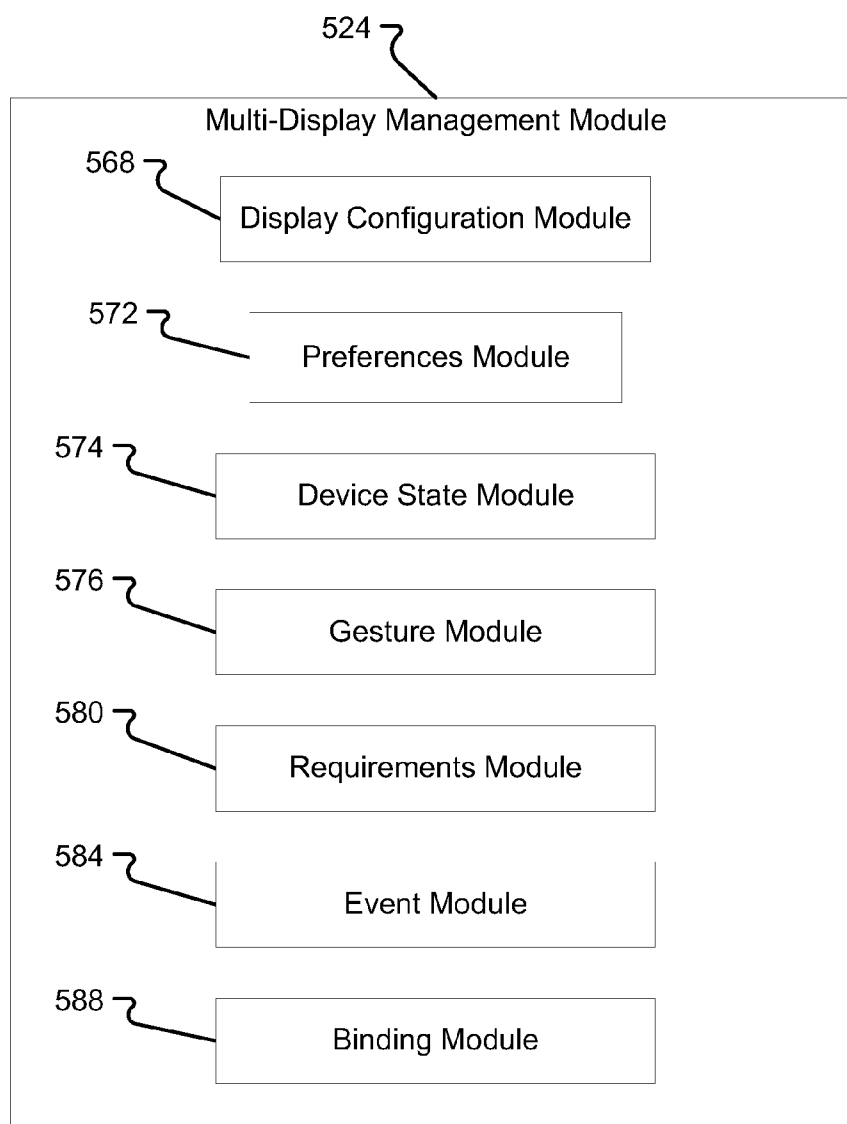 524
Multi-Display Management Module
568
Display Configuration Module
572
Preferences Module
574
Device State Module
576
Gesture Module
580
Requirements Module
584
Event Module
588
Binding Module